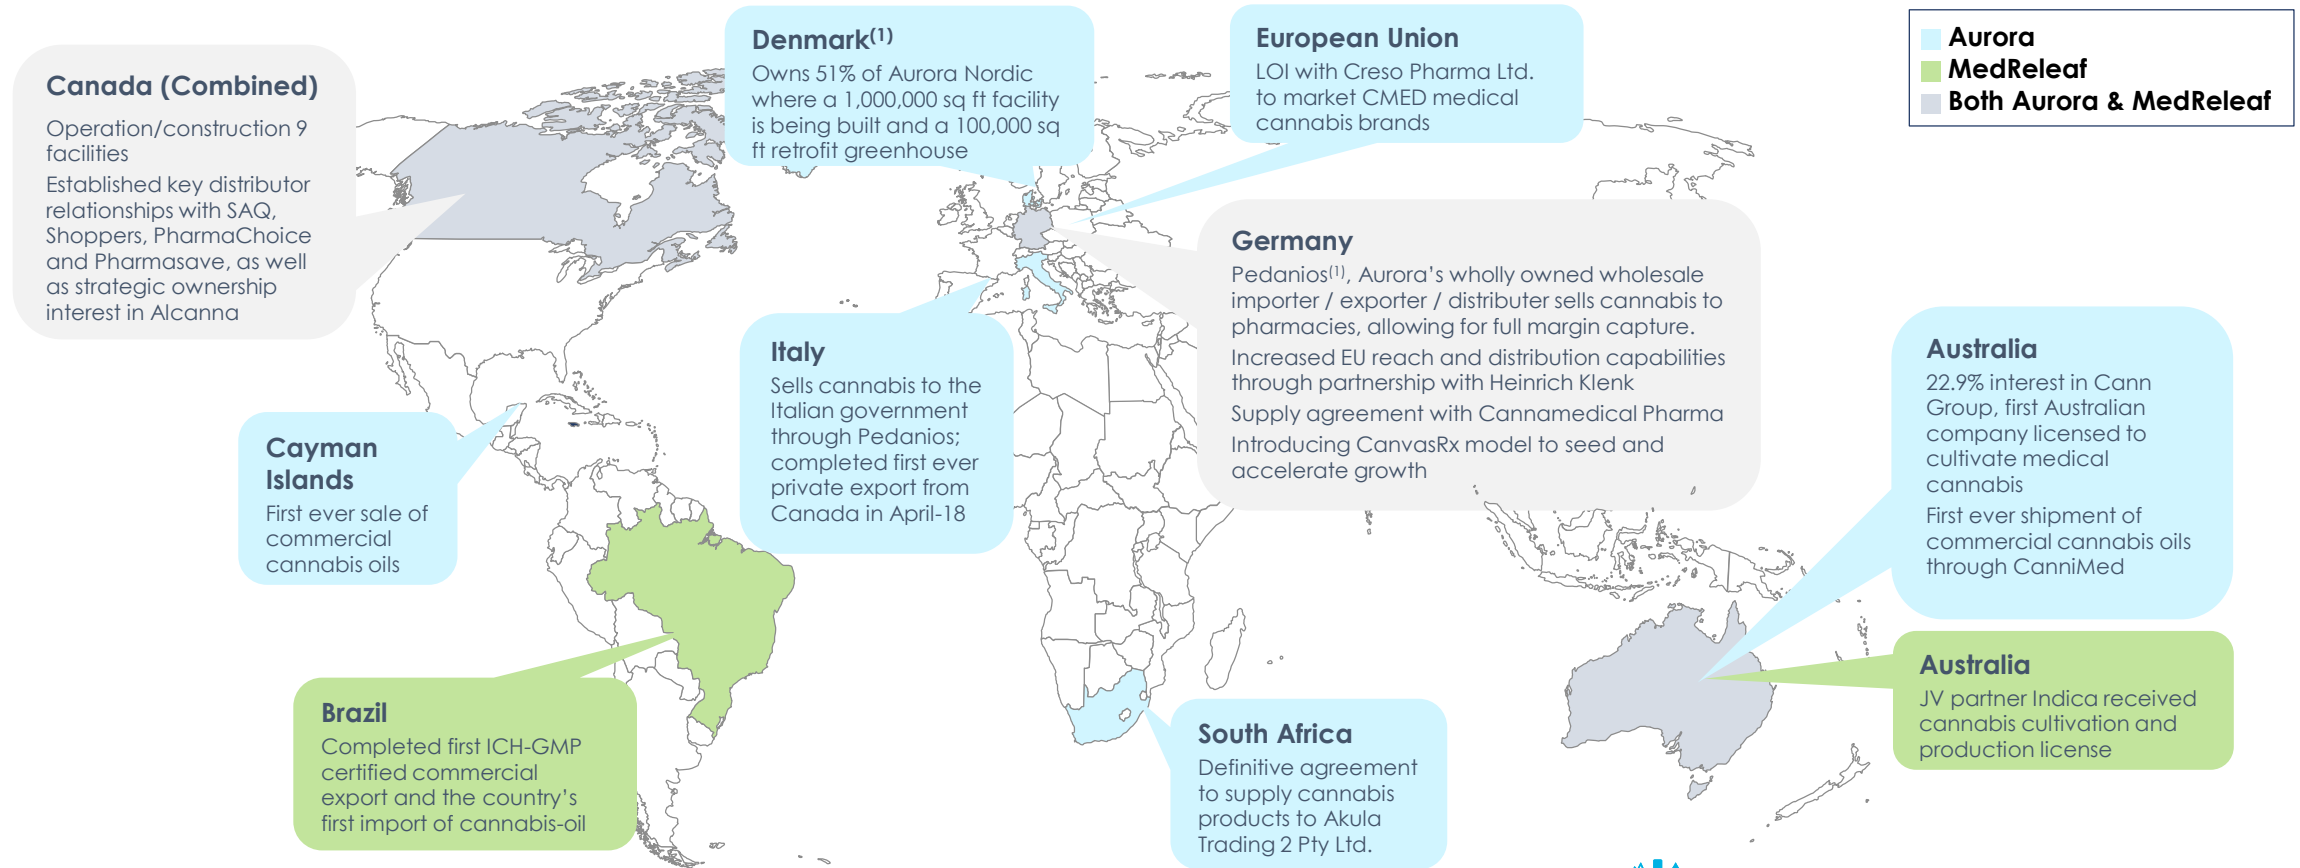 Canada (Combined)
Operation/construction 9
facilities
Established key distributor
relationships with SAQ,
Shoppers, PharmaChoice
and Pharmasave, as well
as strategic ownership
interest in Alcanna
Denmark(1)
Owns 51% of Aurora Nordic
where a 1,000,000 sq ft facility
is being built and a 100,000 sq
ft retrofit greenhouse
European Union
LOI with Creso Pharma Ltd.
to market CMED medical
cannabis brands
Aurora
MedReleaf
Both Aurora & MedReleaf
Germany
Pedanios(1), Aurora’s wholly owned wholesale
importer / exporter / distributer sells cannabis to
pharmacies, allowing for full margin capture.
Increased EU reach and distribution capabilities
through partnership with Heinrich Klenk
Supply agreement with Cannamedical Pharma
Introducing CanvasRx model to seed and
accelerate growth
Italy
Sells cannabis to the
Italian government
through Pedanios;
completed first ever
private export from
Canada in April-18
Australia
22.9% interest in Cann
Group, first Australian
company licensed to
cultivate medical
cannabis
First ever shipment of
commercial cannabis oils
through CanniMed
Cayman
Islands
First ever sale of
commercial
cannabis oils
Australia
JV partner Indica received
cannabis cultivation and
production license
Brazil
Completed first ICH-GMP
certified commercial
export and the country’s
first import of cannabis-oil
South Africa
Definitive agreement
to supply cannabis
products to Akula
Trading 2 Pty Ltd.